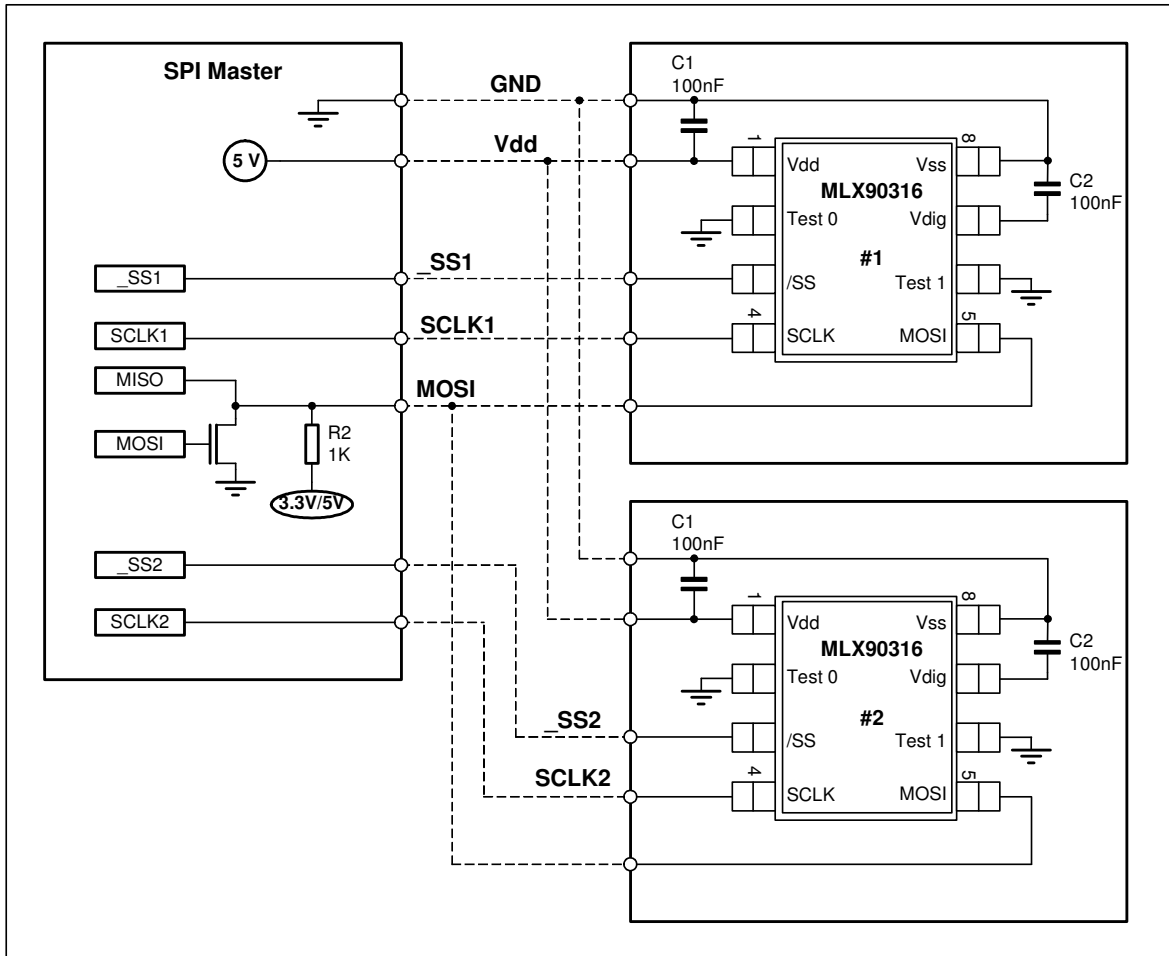 SPI Master
GND
5 V
Vdd
_SS1
_SS1
SCLK1
SCLK1
MISO
MOSI
MOSI
R2
1K
3.3V/5V
_SS2
SCLK2
_SS2
SCLK2
C1
100nF
1
8
Vdd
Vss
MLX90316
C2
100nF
Test 0
Vdig
#1
/SS
Test 1
4
5
SCLK
MOSI
C1
100nF
1
8
Vdd
Vss
MLX90316
C2
100nF
Test 0
Vdig
#2
/SS
Test 1
4
5
SCLK
MOSI